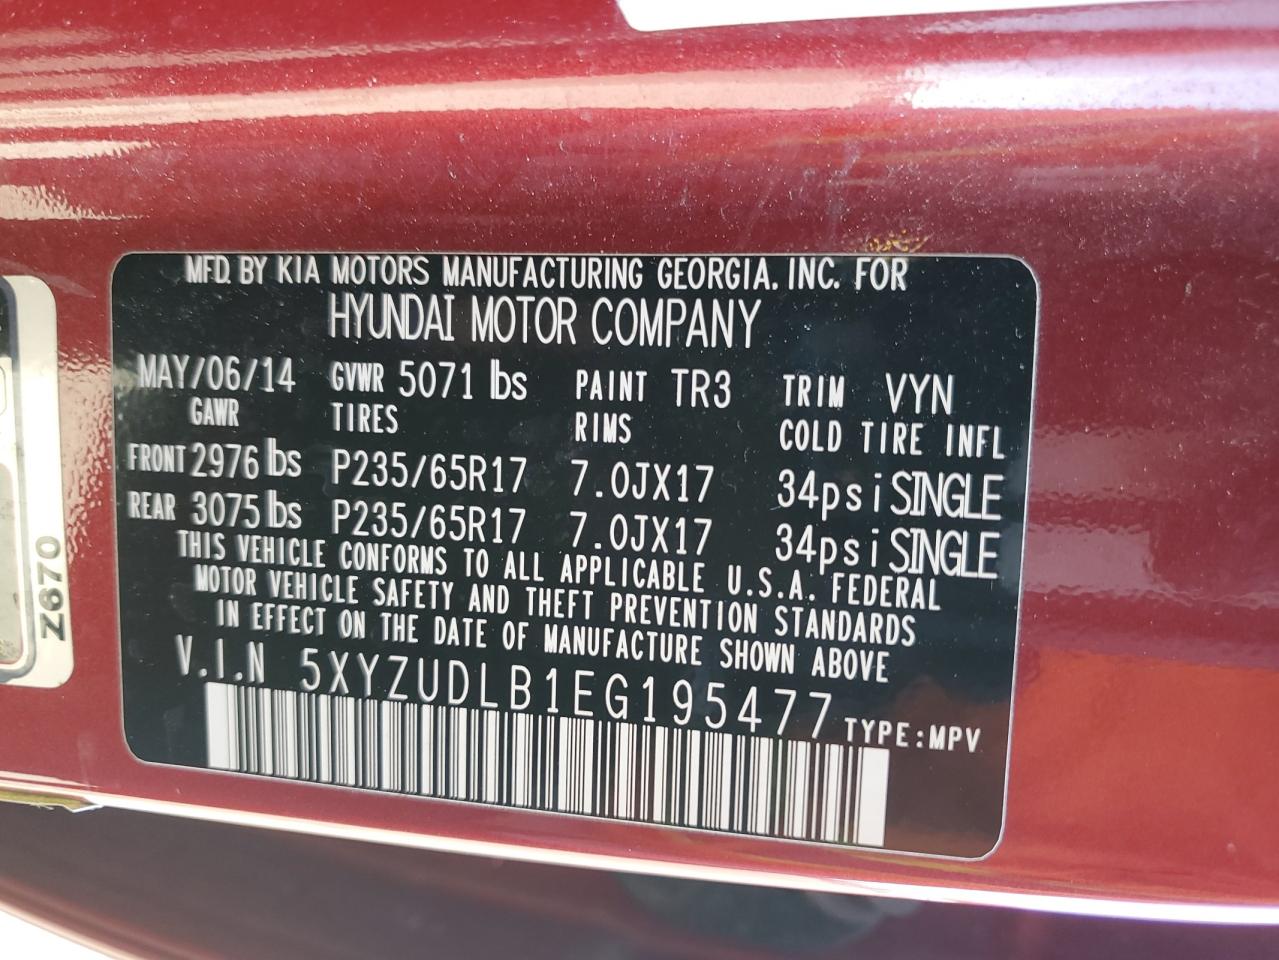 MFD. BY KIA MOTORS MANUFACTURING GEORGIA. INC. FOR
HYUNDAI MOTOR COMPANY
MAY/06/14 GVWR 5071 lbs PAINT TR3 TRIM VYN
GAWR TIRES RIMS COLD TIRE INFL
FRONT 2976 lbs P235/65R17 7.0JX17 34psi SINGLE
REAR 3075 lbs P235/65R17 7.0JX17 34psi SINGLE
THIS VEHICLE CONFORMS TO ALL APPLICABLE U.S.A. FEDERAL
MOTOR VEHICLE SAFETY AND THEFT PREVENTION STANDARDS
IN EFFECT ON THE DATE OF MANUFACTURE SHOWN ABOVE
V.I.N 5XYZUDLB1EG195477 TYPE:MPV
Z670